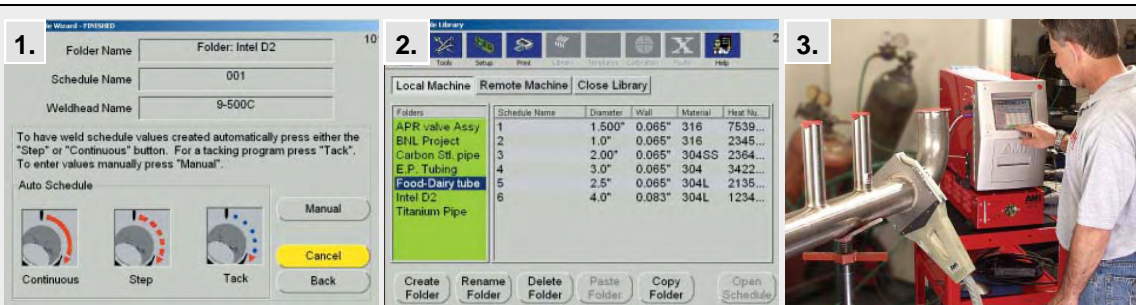 1.
e Wizard - FINISHED
10
Folder Name
Folder: Intel D2
Schedule Name
001
Weldhead Name
9-500C
To have weld schedule values created automatically press either the
"Step" or "Continuous" button. For a tacking program press "Tack".
To enter values manually press "Manual".
Auto Schedule
Manual
Cancel
Continuous Step Tack
Back
2.
le Library
2
Tools Setup Print Library Templates Calibration Faults Help
Local Machine Remote Machine Close Library
Folders Schedule Name Diameter Wall Material Heat Nu...
APR valve Assy 1 1.500" 0.065" 316 7539...
BNL Project 2 1.0" 0.065" 316 2345...
Carbon Stl. pipe 3 2.00" 0.065" 304SS 2364...
E.P. Tubing 4 3.0" 0.065" 304 3422...
Food-Dairy tube 5 2.5" 0.065" 304L 2135...
Intel D2 6 4.0" 0.083" 304L 1234...
Titanium Pipe
Create Folder
Rename Folder
Delete Folder
Paste Folder
Copy Folder
Open Schedule
3.
AMI
AMI